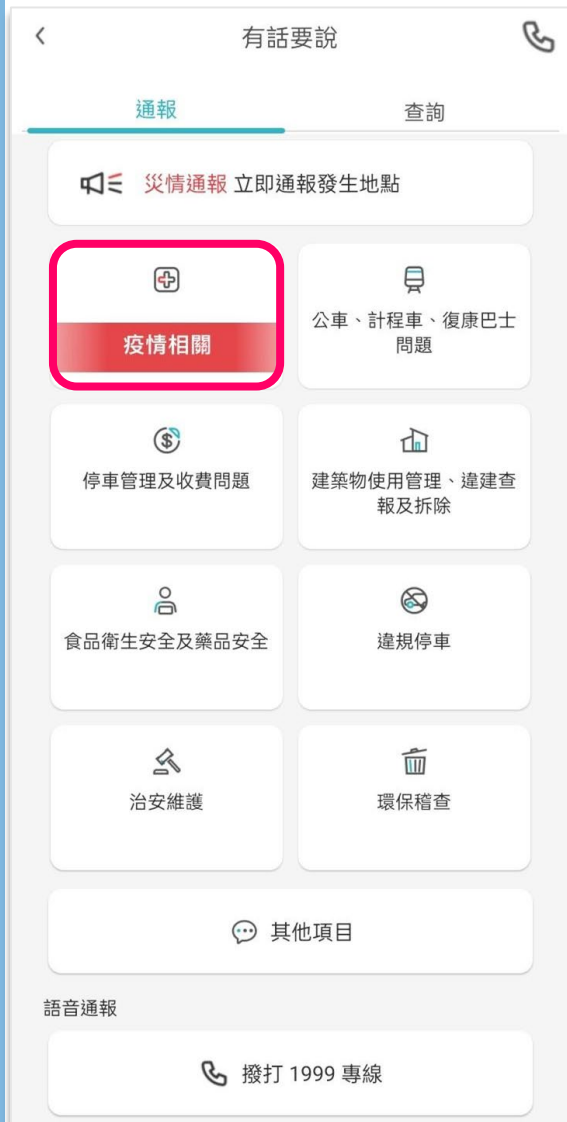 有話要說
通報
查詢
災情通報 立即通報發生地點
疫情相關
公車、計程車、復康巴士
問題
停車管理及收費問題
建築物使用管理、違建查
報及拆除
食品衛生安全及藥品安全
違規停車
治安維護
環保稽查
其他項目
語音通報
撥打 1999 專線